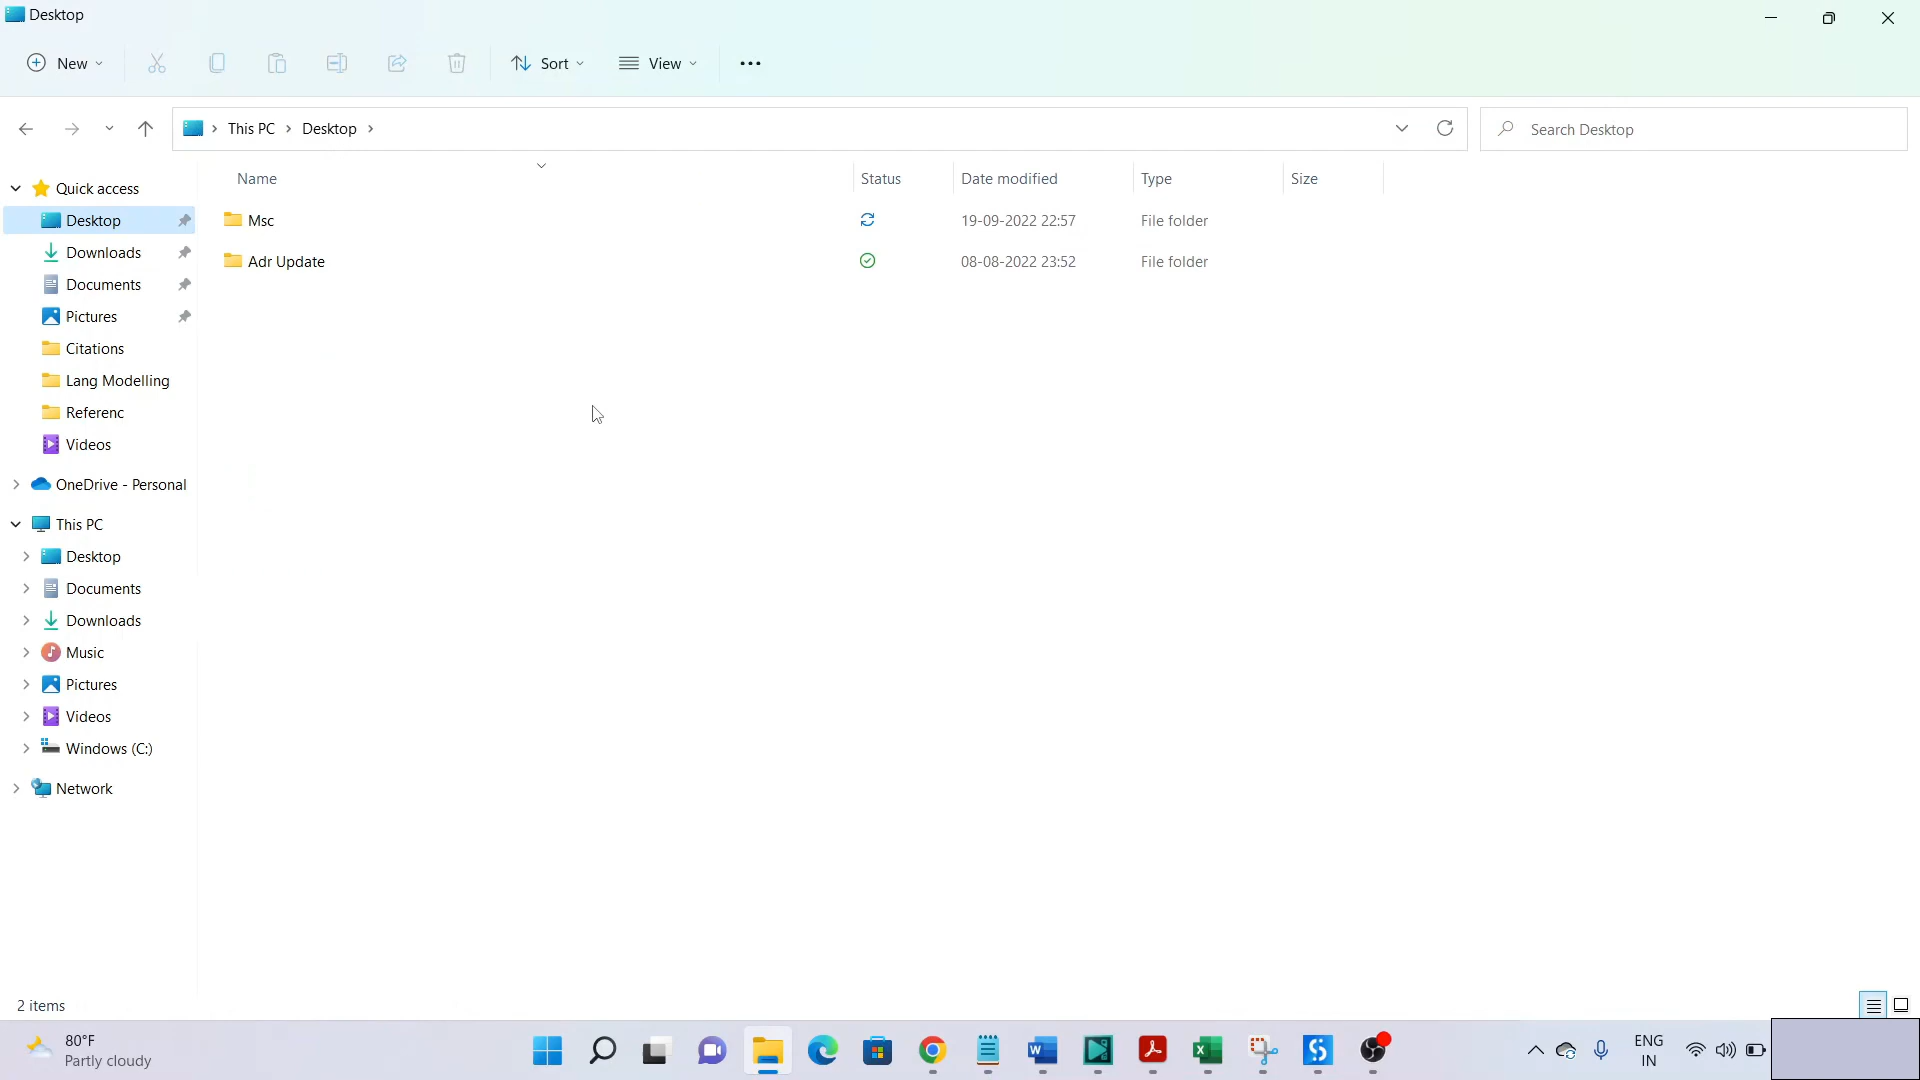 Desktop
New
Sort
View
This PC
Desktop
Search Desktop
Name
Status
Date modified
Type
Size
Msc
19-09-2022 22:57
File folder
Adr Update
08-08-2022 23:52
File folder
Quick access
Desktop
Downloads
Documents
Pictures
Citations
Lang Modelling
Referenc
Videos
OneDrive - Personal
This PC
Desktop
Documents
Downloads
Music
Pictures
Videos
Windows (C:)
Network
2 items
80°F
Partly cloudy
ENG
IN